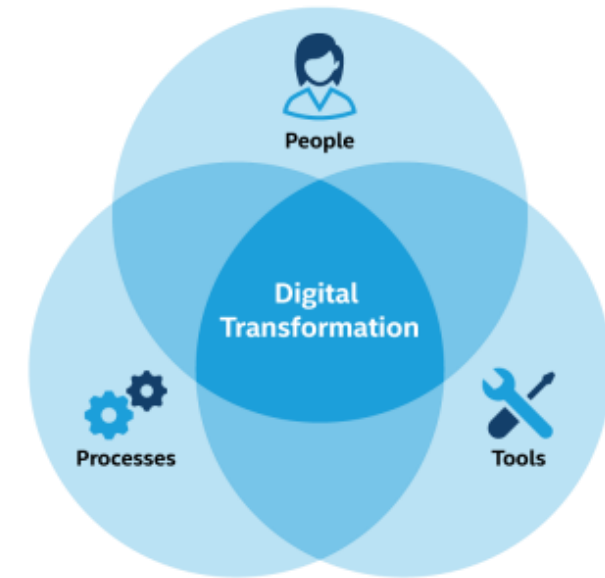 People
Digital
Transformation
Processes
Tools